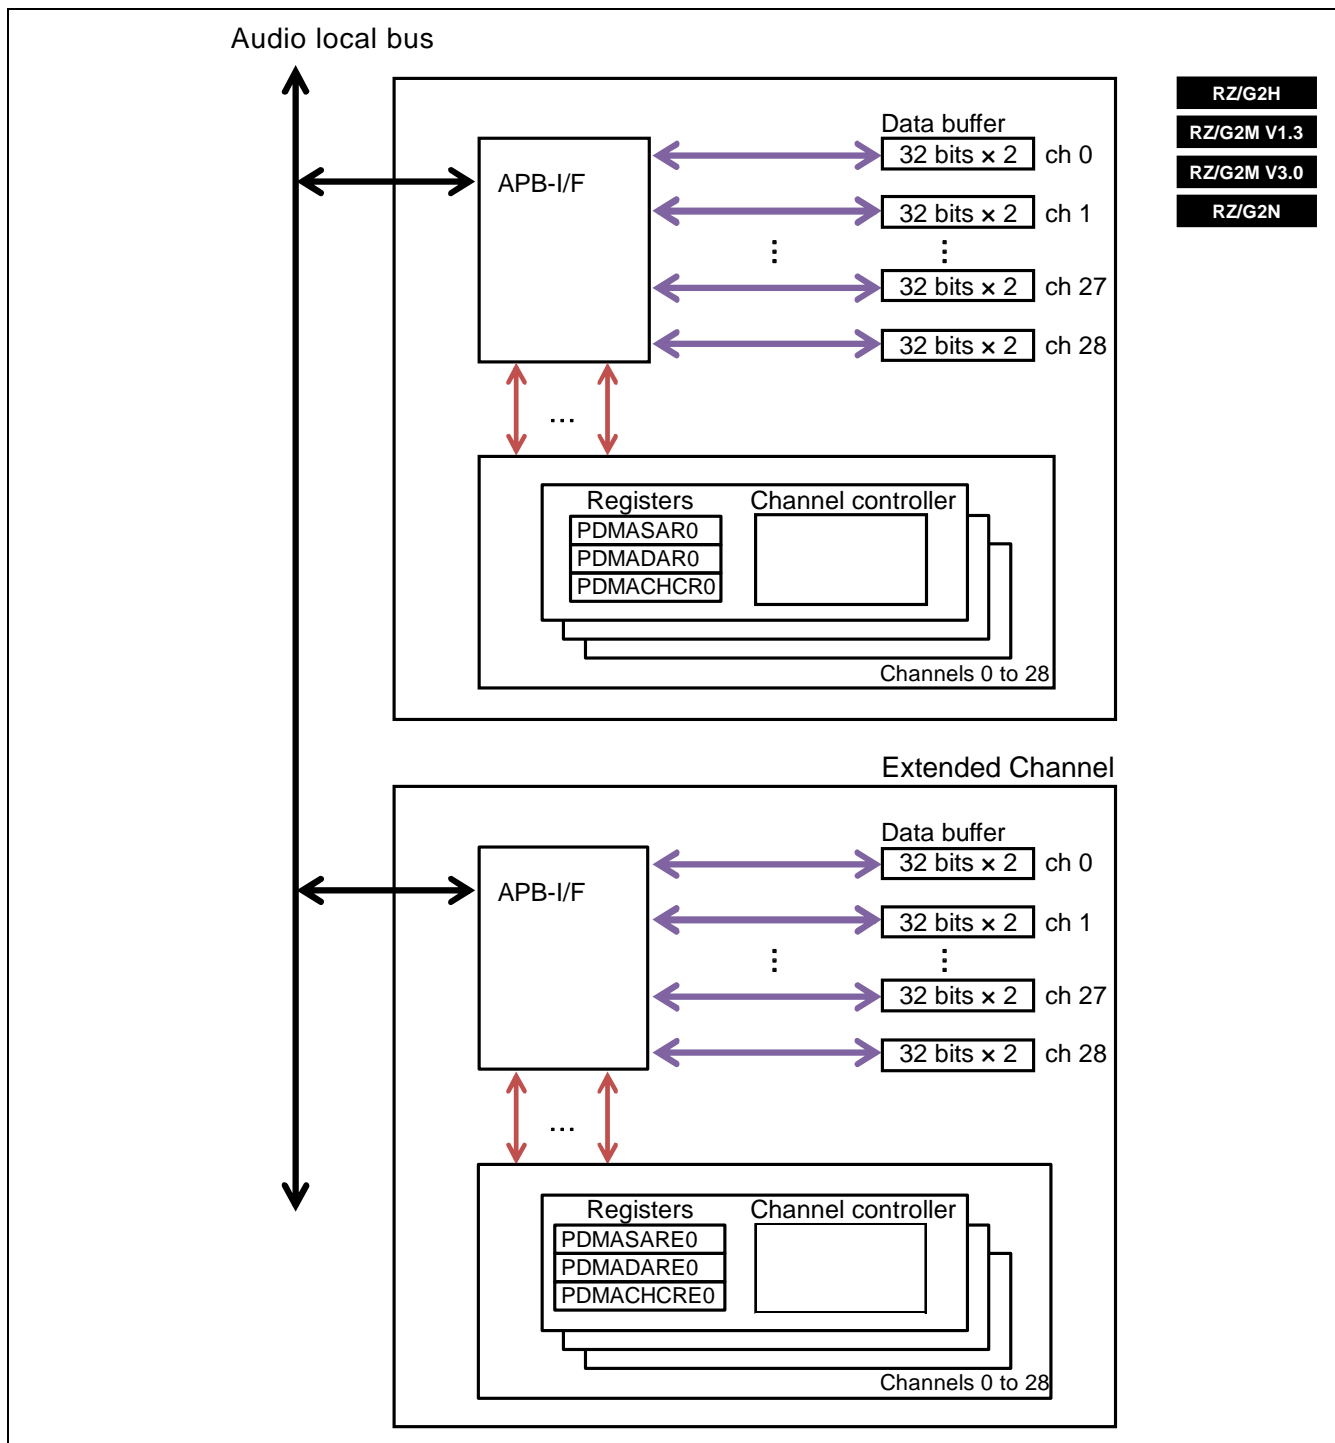 Audio local bus
RZ/G2H
RZ/G2M V1.3
RZ/G2M V3.0
RZ/G2N
Data buffer
APB-I/F
32 bits × 2 ch 0
32 bits × 2 ch 1
32 bits × 2 ch 27
32 bits × 2 ch 28
...
Registers
Channel controller
PDMASAR0
PDMADAR0
PDMACHCR0
Channels 0 to 28
Extended Channel
Data buffer
APB-I/F
32 bits × 2 ch 0
32 bits × 2 ch 1
32 bits × 2 ch 27
32 bits × 2 ch 28
...
Registers
Channel controller
PDMASARE0
PDMADARE0
PDMACHCRE0
Channels 0 to 28